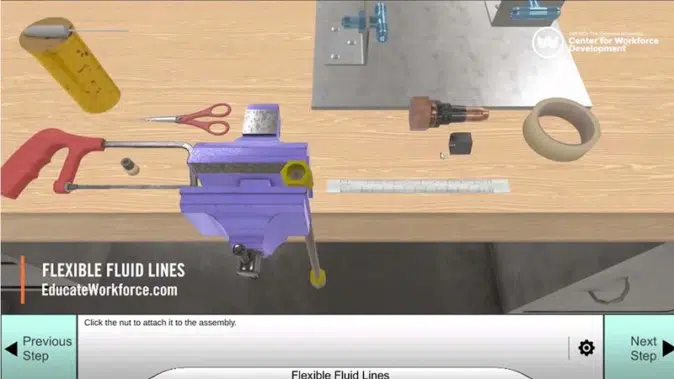 Center for Workforce
Development
FLEXIBLE FLUID LINES
EducateWorkforce.com
Previous
Step
Click the nut to attach it to the assembly.
Next
Step
Flexible Fluid Lines